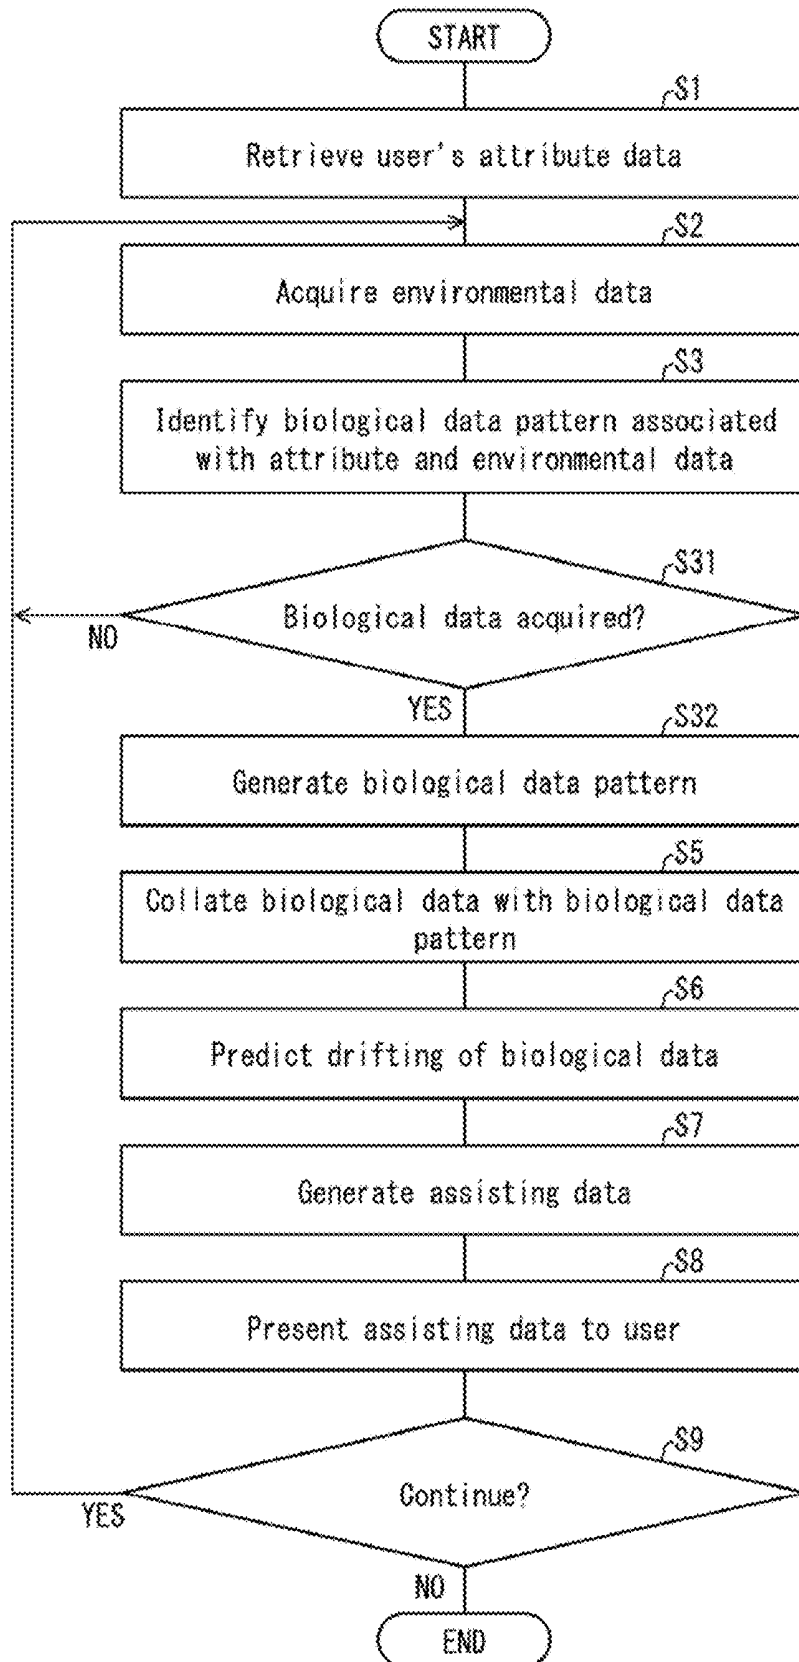 START
S1
Retrieve user's attribute data
S2
Acquire environmental data
S3
Identify biological data pattern associated
with attribute and environmental data
S31
Biological data acquired?
NO
YES
S32
Generate biological data pattern
S5
Collate biological data with biological data
pattern
S6
Predict drifting of biological data
S7
Generate assisting data
S8
Present assisting data to user
S9
Continue?
YES
NO
END